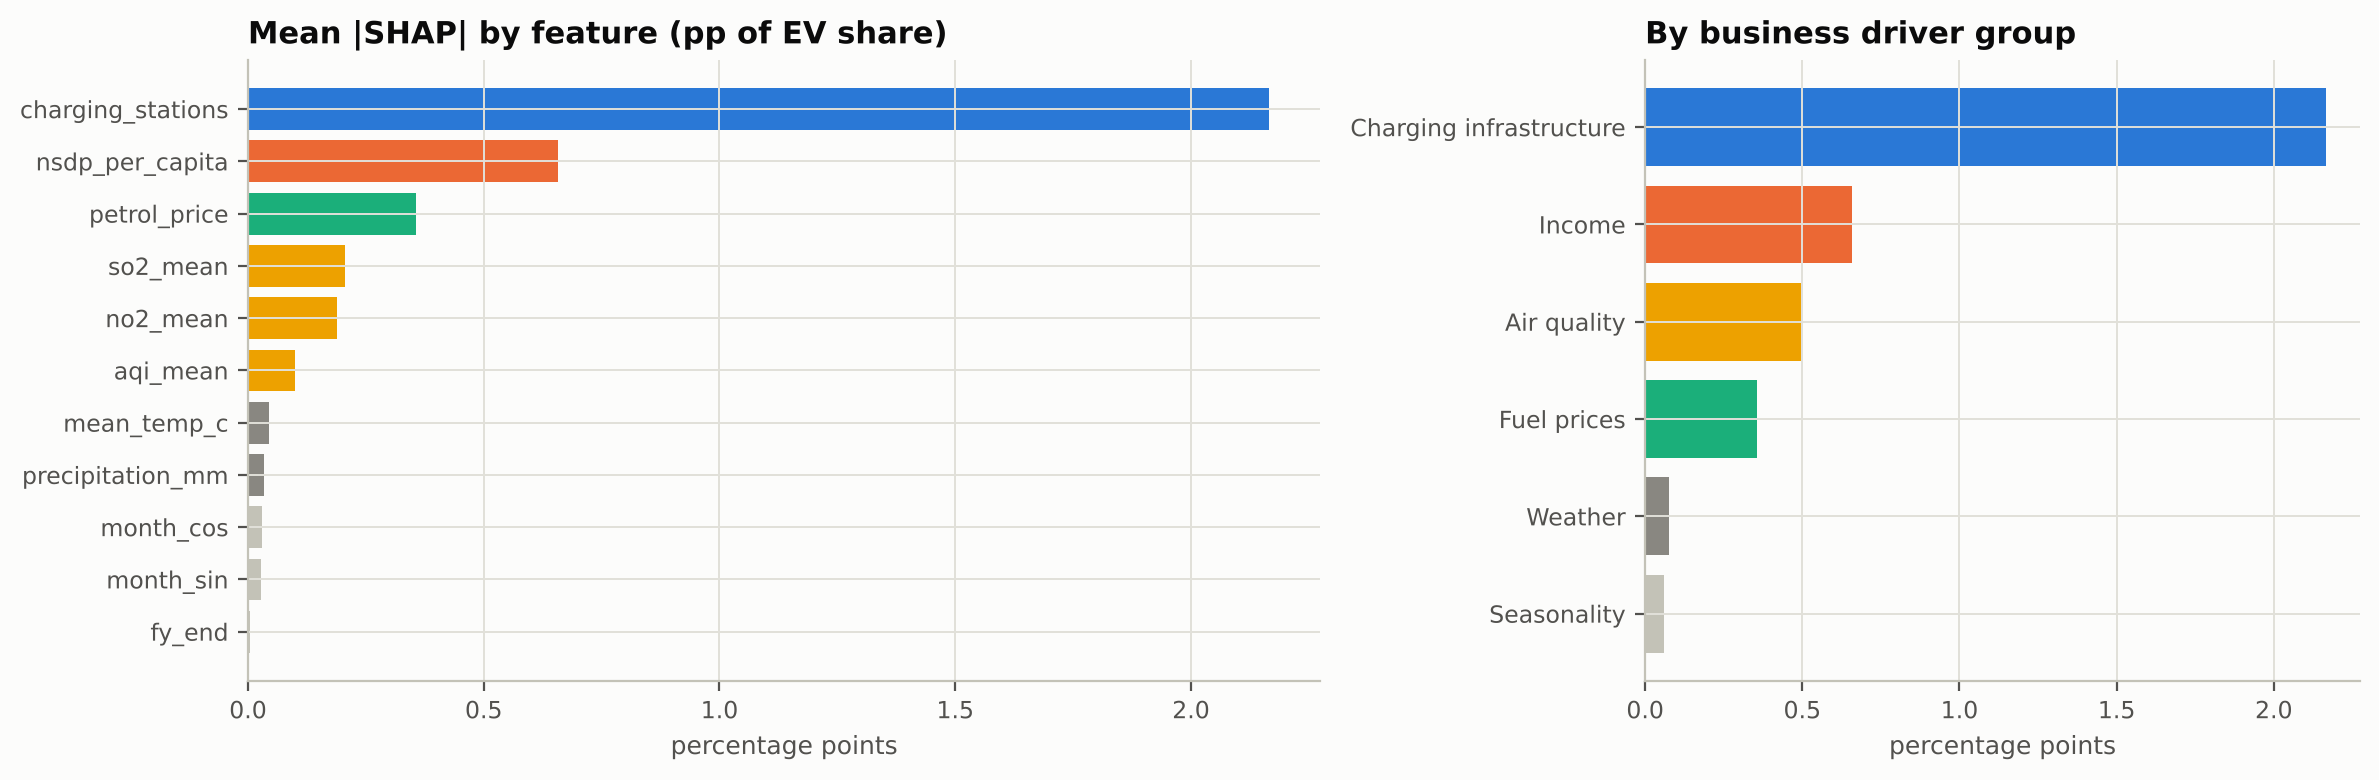 Mean |SHAP| by feature (pp of EV share)
charging_stations
nsdp_per_capita
petrol_price
so2_mean
no2_mean
aqi_mean
mean_temp_c
precipitation_mm
month_cos
month_sin
fy_end
0.0 0.5 1.0 1.5 2.0
percentage points
By business driver group
Charging infrastructure
Income
Air quality
Fuel prices
Weather
Seasonality
0.0 0.5 1.0 1.5 2.0
percentage points